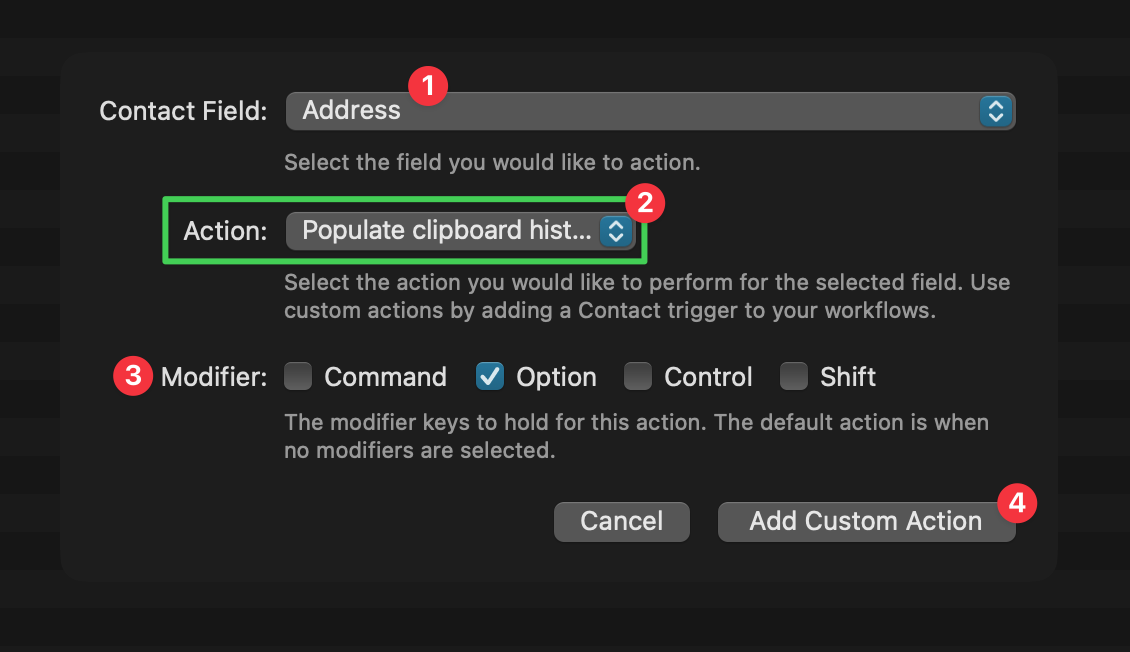 1
Contact Field: Address
Select the field you would like to action.
2
Action: Populate clipboard hist...
Select the action you would like to perform for the selected field. Use
custom actions by adding a Contact trigger to your workflows.
3 Modifier: Command Option Control Shift
The modifier keys to hold for this action. The default action is when
no modifiers are selected.
4
Cancel Add Custom Action